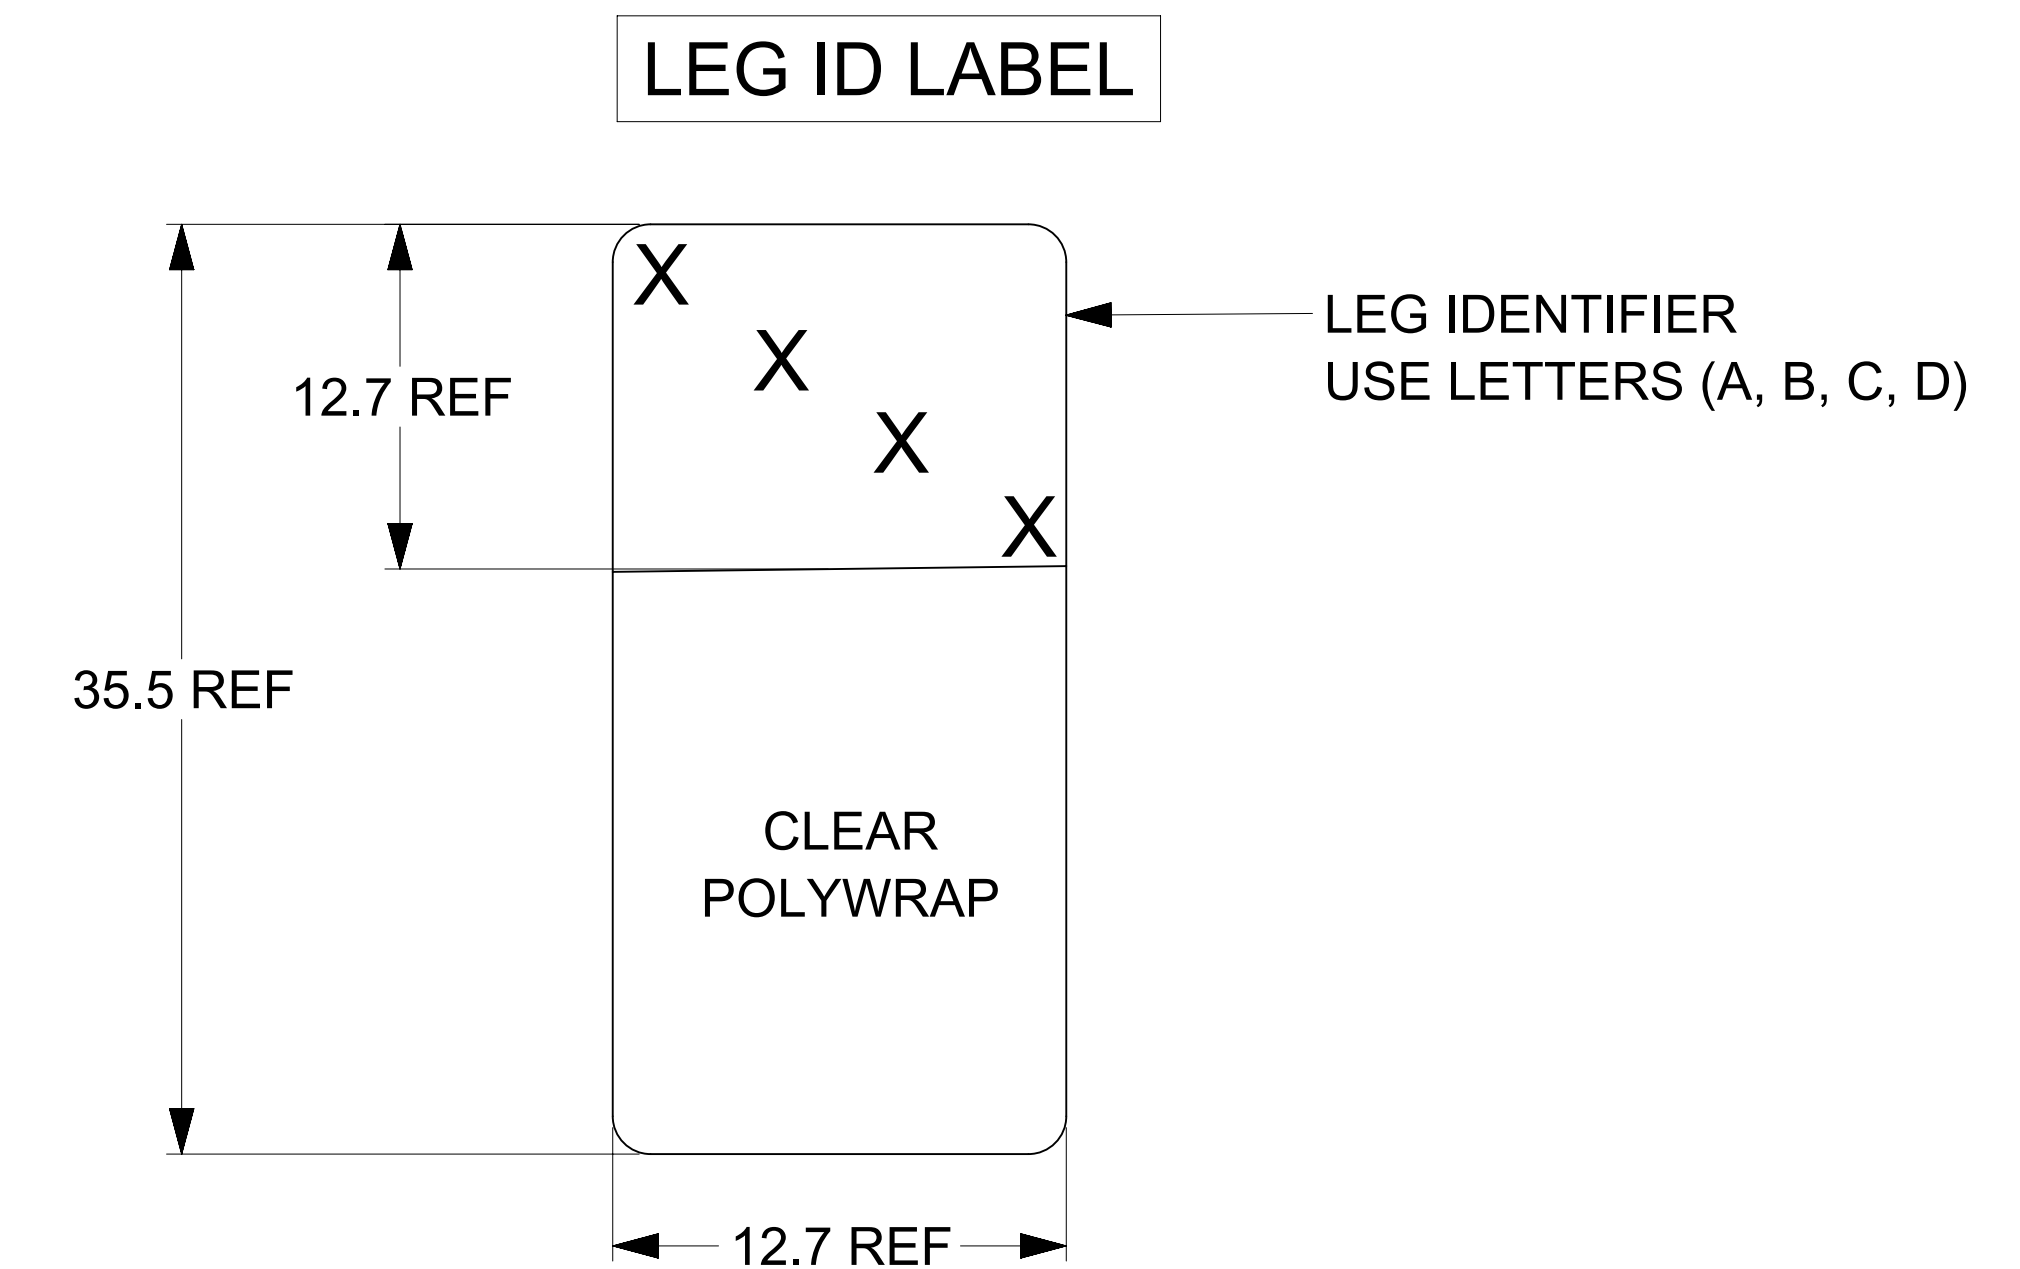 LEG ID LABEL
X
X
X
X
LEG IDENTIFIER
USE LETTERS (A, B, C, D)
12.7 REF
35.5 REF
CLEAR
POLYWRAP
12.7 REF